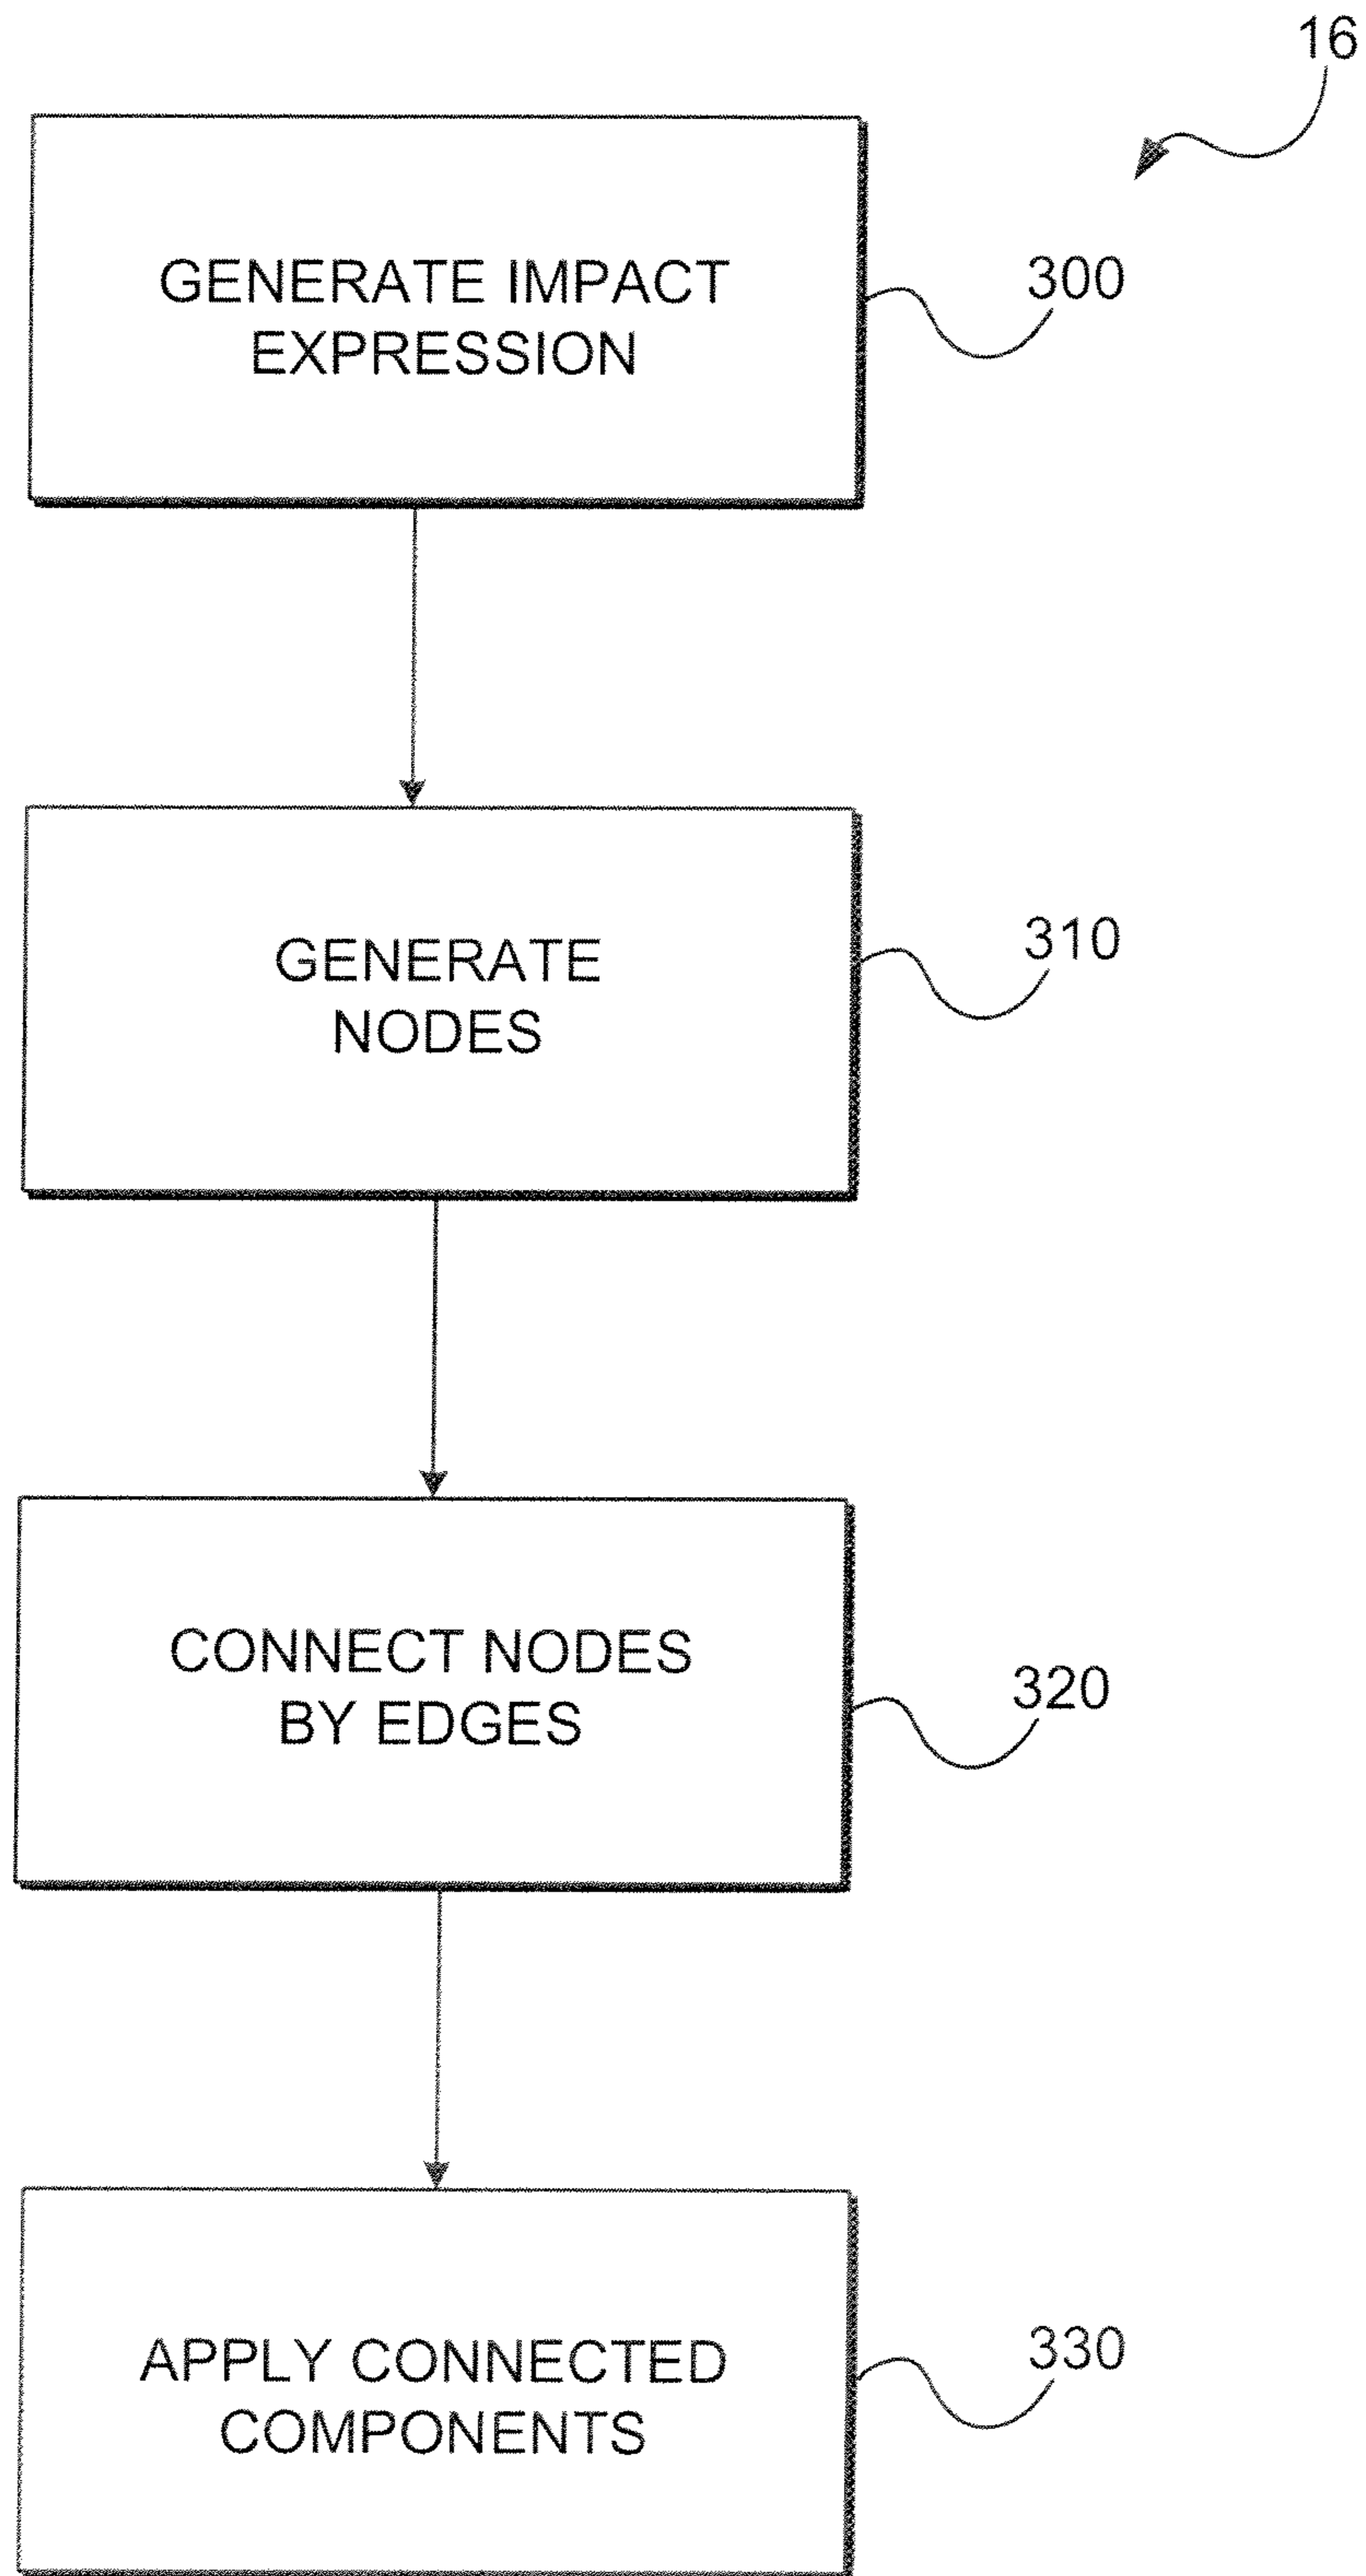 16
GENERATE IMPACT
EXPRESSION
300
GENERATE
NODES
310
CONNECT NODES
BY EDGES
320
APPLY CONNECTED
COMPONENTS
330